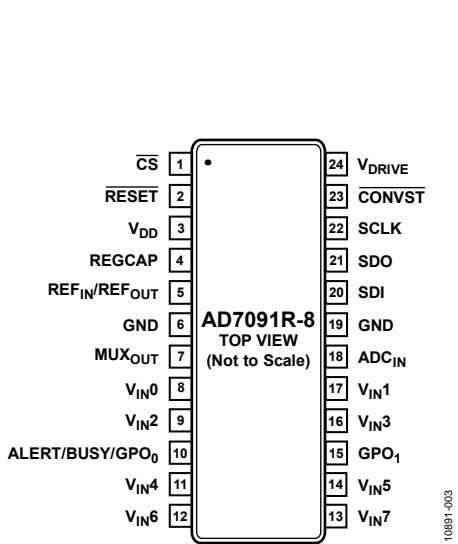 CS 1
RESET 2
VDD 3
REGCAP 4
REFIN/REFOUT 5
GND 6
MUXOUT 7
VIN0 8
VIN2 9
ALERT/BUSY/GPO0 10
VIN4 11
VIN6 12
AD7091R-8
TOP VIEW
(Not to Scale)
24 VDRIVE
23 CONVST
22 SCLK
21 SDO
20 SDI
19 GND
18 ADCIN
17 VIN1
16 VIN3
15 GPO1
14 VIN5
13 VIN7
10891-003